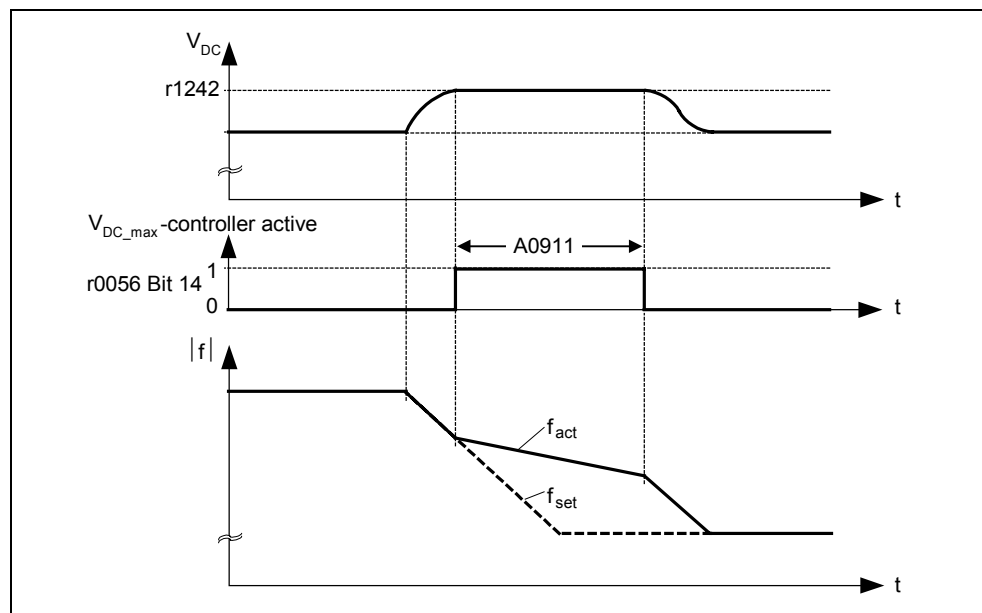 V_DC
r1242
t
V_DC_max-controller active
A0911
1
r0056 Bit 14
0
t
|f|
f_act
f_set
t